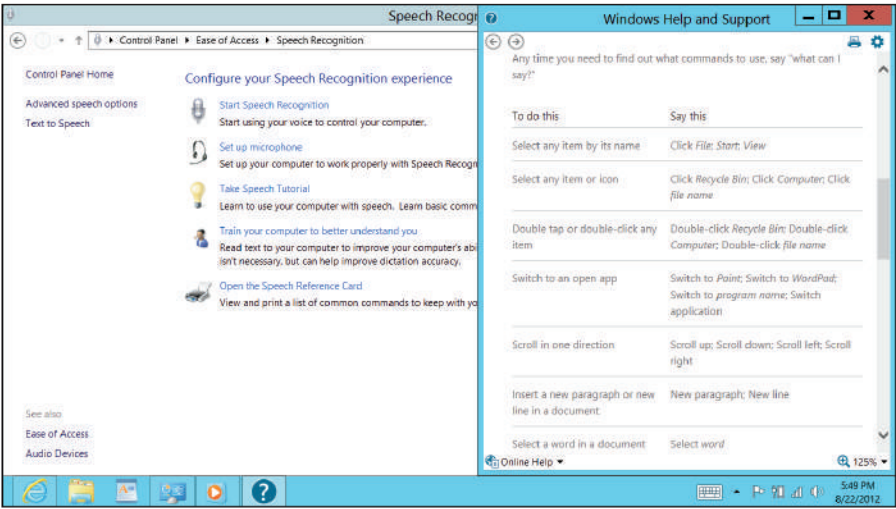 Speech Recogn
Control Panel ▸ Ease of Access ▸ Speech Recognition
Control Panel Home
Advanced speech options
Text to Speech
Configure your Speech Recognition experience
Start Speech Recognition
Start using your voice to control your computer.
Set up microphone
Set up your computer to work properly with Speech Recogn
Take Speech Tutorial
Learn to use your computer with speech. Learn basic comm
Train your computer to better understand you
Read text to your computer to improve your computer's abi
isn't necessary, but can help improve dictation accuracy.
Open the Speech Reference Card
View and print a list of common commands to keep with yo
See also
Ease of Access
Audio Devices
Windows Help and Support
Any time you need to find out what commands to use, say "what can I
say?"
To do this Say this
Select any item by its name Click File; Start; View
Select any item or icon Click Recycle Bin; Click Computer; Click
file name
Double tap or double-click any Double-click Recycle Bin; Double-click
item Computer; Double-click file name
Switch to an open app Switch to Paint; Switch to WordPad;
Switch to program name; Switch
application
Scroll in one direction Scroll up; Scroll down; Scroll left; Scroll
right
Insert a new paragraph or new New paragraph; New line
line in a document
Select a word in a document Select word
Online Help 125%
5:49 PM
8/22/2012